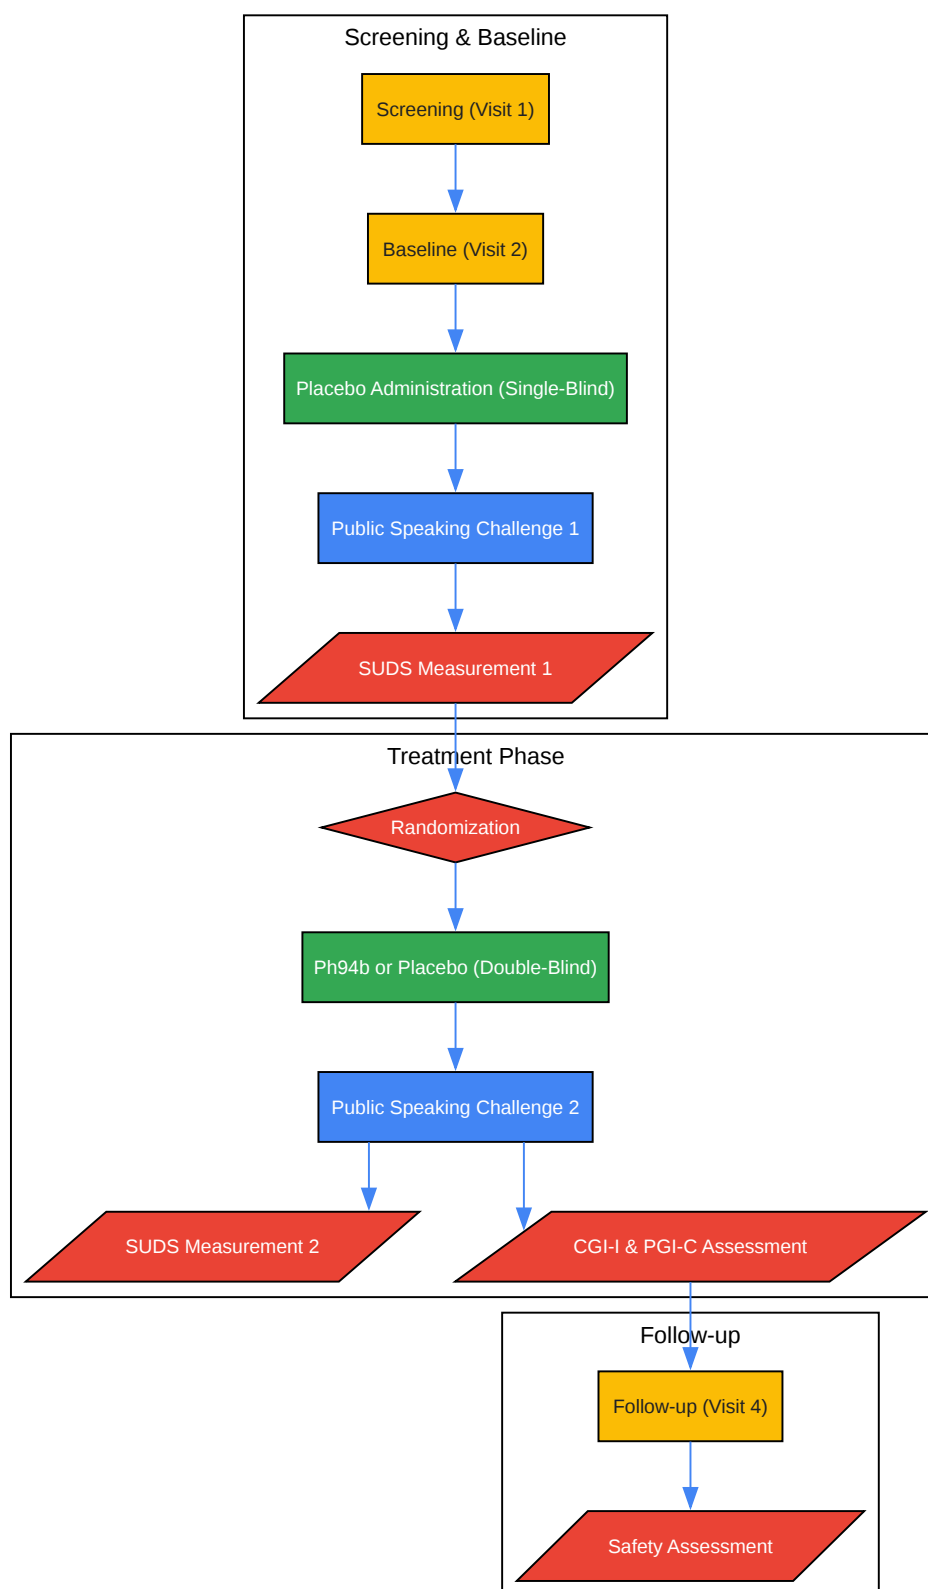 Screening & Baseline
Screening (Visit 1)
Baseline (Visit 2)
Placebo Administration (Single-Blind)
Public Speaking Challenge 1
SUDS Measurement 1
Treatment Phase
Randomization
Ph94b or Placebo (Double-Blind)
Public Speaking Challenge 2
SUDS Measurement 2
CGI-I & PGI-C Assessment
Follow-up
Follow-up (Visit 4)
Safety Assessment